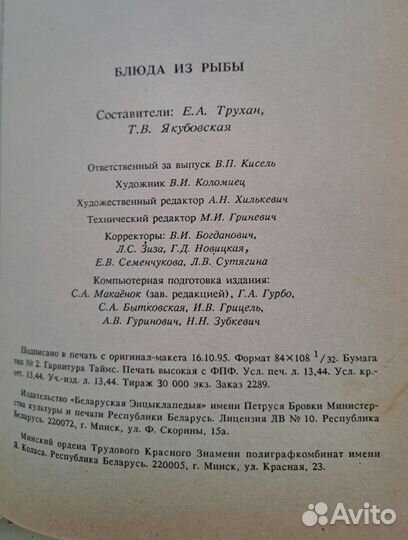 БЛЮДА ИЗ РЫБЫ
Составители: Е.А. Трухан,
Т.В. Якубовская
Ответственный за выпуск В.П. Кисель
Художник В.И. Коломиец
Художественный редактор А.Н. Хилькевич
Технический редактор М.И. Гриневич
Корректоры: В.И. Богданович,
Л.С. Зиза, Г.Д. Новицкая,
Е.В. Семенчукова, Л.В. Сутягина
Компьютерная подготовка издания:
С.А. Макаёнок (зав. редакцией), Г.А. Гурбо,
С.А. Бытковская, И.В. Грицель,
А.В. Гуринович, Н.Н. Зубкевич
Подписано в печать с оригинал-макета 16.10.95. Формат 84×108 1/32. Бумага
тип № 2. Гарнитура Таймс. Печать высокая с ФПФ. Усл. печ. л. 13,44. Усл. кр.-
отт. 13,44. Уч.-изд. л. 13,44. Тираж 30 000 экз. Заказ 2289.
Издательство «Беларуская Энцыклапедыя» имени Петруся Бровки Министер-
ства культуры и печати Республики Беларусь. Лицензия ЛВ № 10. Республика
Беларусь. 220072, г. Минск, ул. Ф. Скорины, 15а.
Минский ордена Трудового Красного Знамени полиграфкомбинат имени
Я. Коласа. Республика Беларусь. 220005, г. Минск, ул. Красная, 23.
Avito